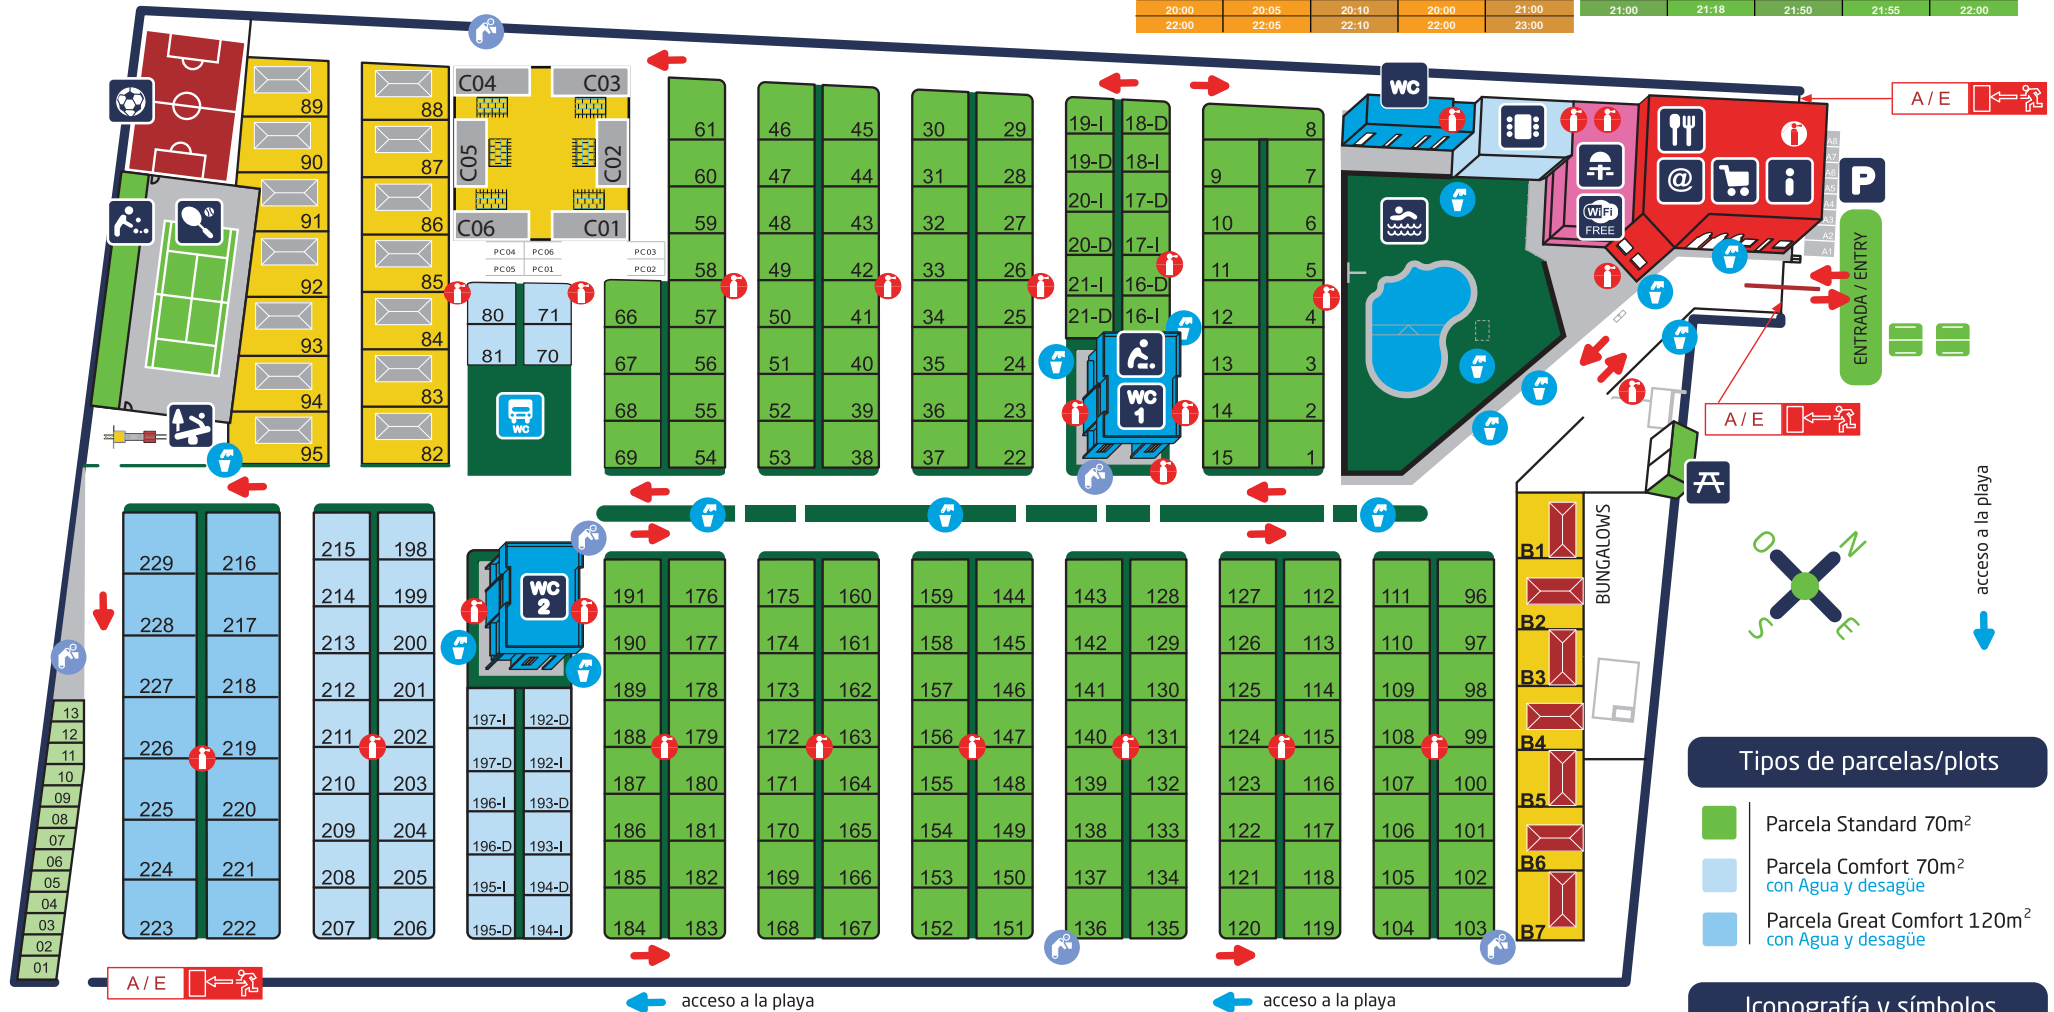 20:00 20:05 20:10 20:00 21:00
22:00 22:05 22:10 22:00 23:00
21:00 21:18 21:50 21:55 22:00
A / E
C04 C03
C05 C02
C06 C01
PC04 PC06 PC03
PC05 PC01 PC02
89 88
90 87
91 86
92 85
93 84
94 83
95 82
80 71
81 70
WC
61
60
59
58
66 57
67 56
68 55
69 54
46 45
47 44
48 43
49 42
50 41
51 40
52 39
53 38
30 29
31 28
32 27
33 26
34 25
35 24
36 23
37 22
19-I 18-D
19-D 18-I
20-I 17-D
20-D 17-I
21-I 16-D
21-D 16-I
WC
1
8
9 7
10 6
11 5
12 4
13 3
14 2
15 1
WC
@
i
WiFi
FREE
P
A8
A7
A6
A5
A4
A3
A2
A1
ENTRADA / ENTRY
A / E
acceso a la playa
229 216
228 217
227 218
226 219
225 220
224 221
223 222
215 198
214 199
213 200
212 201
211 202
210 203
209 204
208 205
207 206
WC
2
197-I 192-D
197-D 192-I
196-I 193-D
196-D 193-I
195-I 194-D
195-D 194-I
191 176
190 177
189 178
188 179
187 180
186 181
185 182
184 183
175 160
174 161
173 162
172 163
171 164
170 165
169 166
168 167
159 144
158 145
157 146
156 147
155 148
154 149
153 150
152 151
143 128
142 129
141 130
140 131
139 132
138 133
137 134
136 135
127 112
126 113
125 114
124 115
123 116
122 117
121 118
120 119
111 96
110 97
109 98
108 99
107 100
106 101
105 102
104 103
B1
B2
B3
B4
B5
B6
B7
BUNGALOWS
O N
S E
13
12
11
10
09
08
07
06
05
04
03
02
01
A / E
acceso a la playa
acceso a la playa
Tipos de parcelas/plots
Parcela Standard 70m²
Parcela Comfort 70m²
con Agua y desagüe
Parcela Great Comfort 120m²
con Agua y desagüe
Iconografía y símbolos